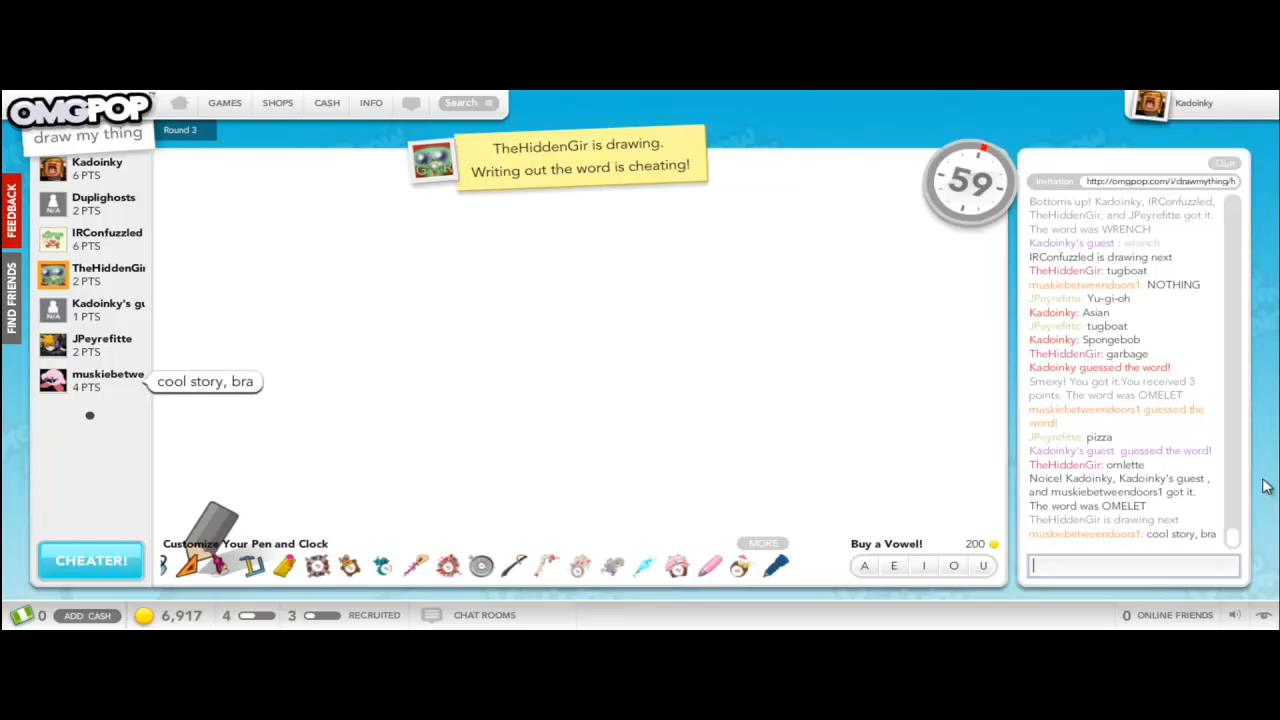 OMGPOP
draw my thing
GAMES
SHOPS
CASH
INFO
Search
Kadoinky
Round 3
TheHiddenGir is drawing.
Writing out the word is cheating!
59
FEEDBACK
FIND FRIENDS
Kadoinky
6 PTS
Duplighosts
2 PTS
IRConfuzzled
6 PTS
TheHiddenGir
2 PTS
Kadoinky's gu
1 PTS
JPeyrefitte
2 PTS
muskiebetwe
4 PTS
cool story, bra
CHEATER!
Quit
Invitation http://omgpop.com/i/drawmything/h
Bottoms up! Kadoinky, IRConfuzzled,
TheHiddenGir, and JPeyrefitte got it.
The word was WRENCH
Kadoinky's guest : wrench
IRConfuzzled is drawing next
TheHiddenGir: tugboat
muskiebetweendoors1: NOTHING
JPeyrefitte: Yu-gi-oh
Kadoinky: Asian
JPeyrefitte: tugboat
Kadoinky: Spongebob
TheHiddenGir: garbage
Kadoinky guessed the word!
Smexy! You got it.You received 3
points. The word was OMELET
muskiebetweendoors1 guessed the
word!
JPeyrefitte: pizza
Kadoinky's guest guessed the word!
TheHiddenGir: omlette
Noice! Kadoinky, Kadoinky's guest ,
and muskiebetweendoors1 got it.
The word was OMELET
TheHiddenGir is drawing next
muskiebetweendoors1: cool story, bra
Customize Your Pen and Clock
MORE
Buy a Vowel!
200
A E I O U
0
ADD CASH
6,917
4
3
RECRUITED
CHAT ROOMS
0 ONLINE FRIENDS